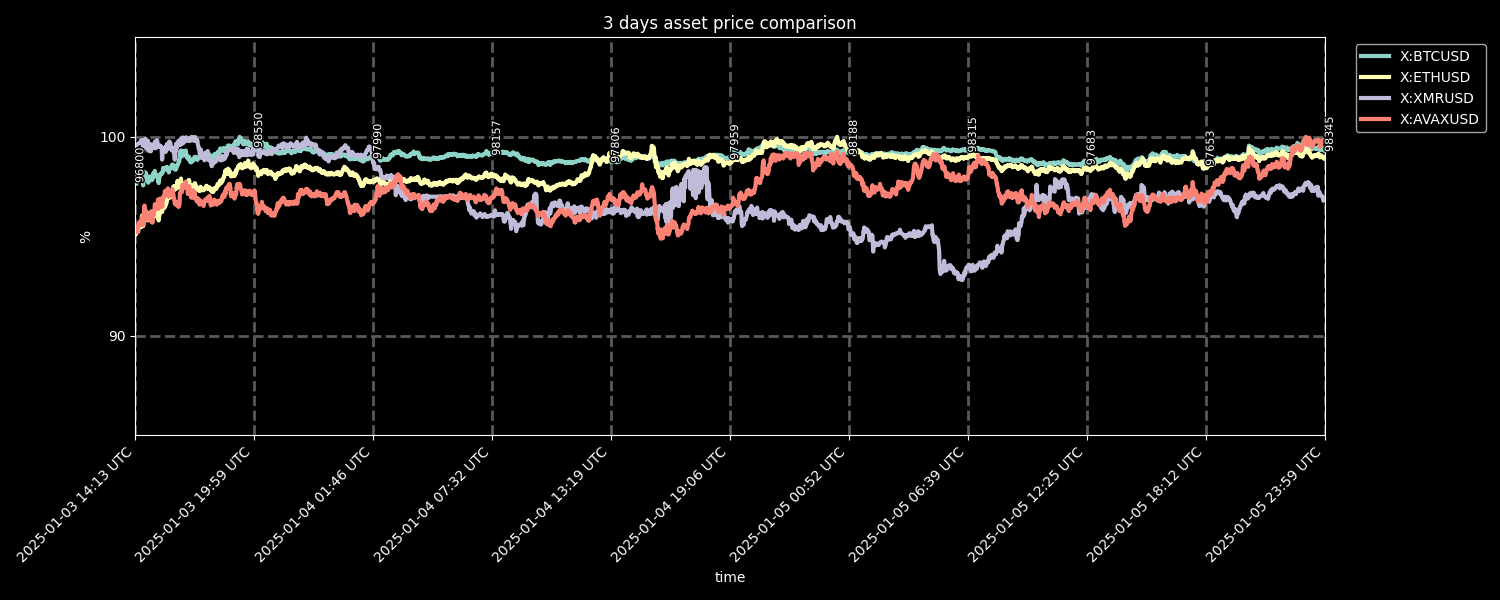 3 days asset price comparison
X:BTCUSD
X:ETHUSD
X:XMRUSD
X:AVAXUSD
100
90
%
96800
98550
97990
98157
97806
97959
98188
98315
97683
97653
98345
2025-01-03 14:13 UTC
2025-01-03 19:59 UTC
2025-01-04 01:46 UTC
2025-01-04 07:32 UTC
2025-01-04 13:19 UTC
2025-01-04 19:06 UTC
2025-01-05 00:52 UTC
2025-01-05 06:39 UTC
2025-01-05 12:25 UTC
2025-01-05 18:12 UTC
2025-01-05 23:59 UTC
time